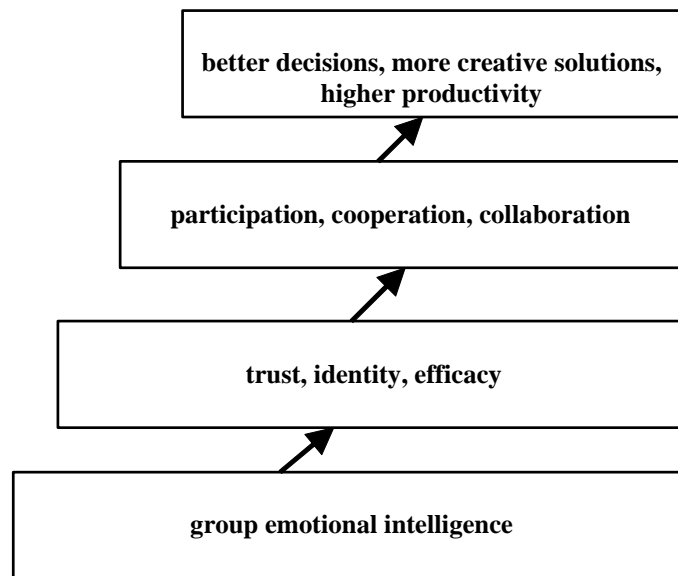 better decisions, more creative solutions,
higher productivity
participation, cooperation, collaboration
trust, identity, efficacy
group emotional intelligence